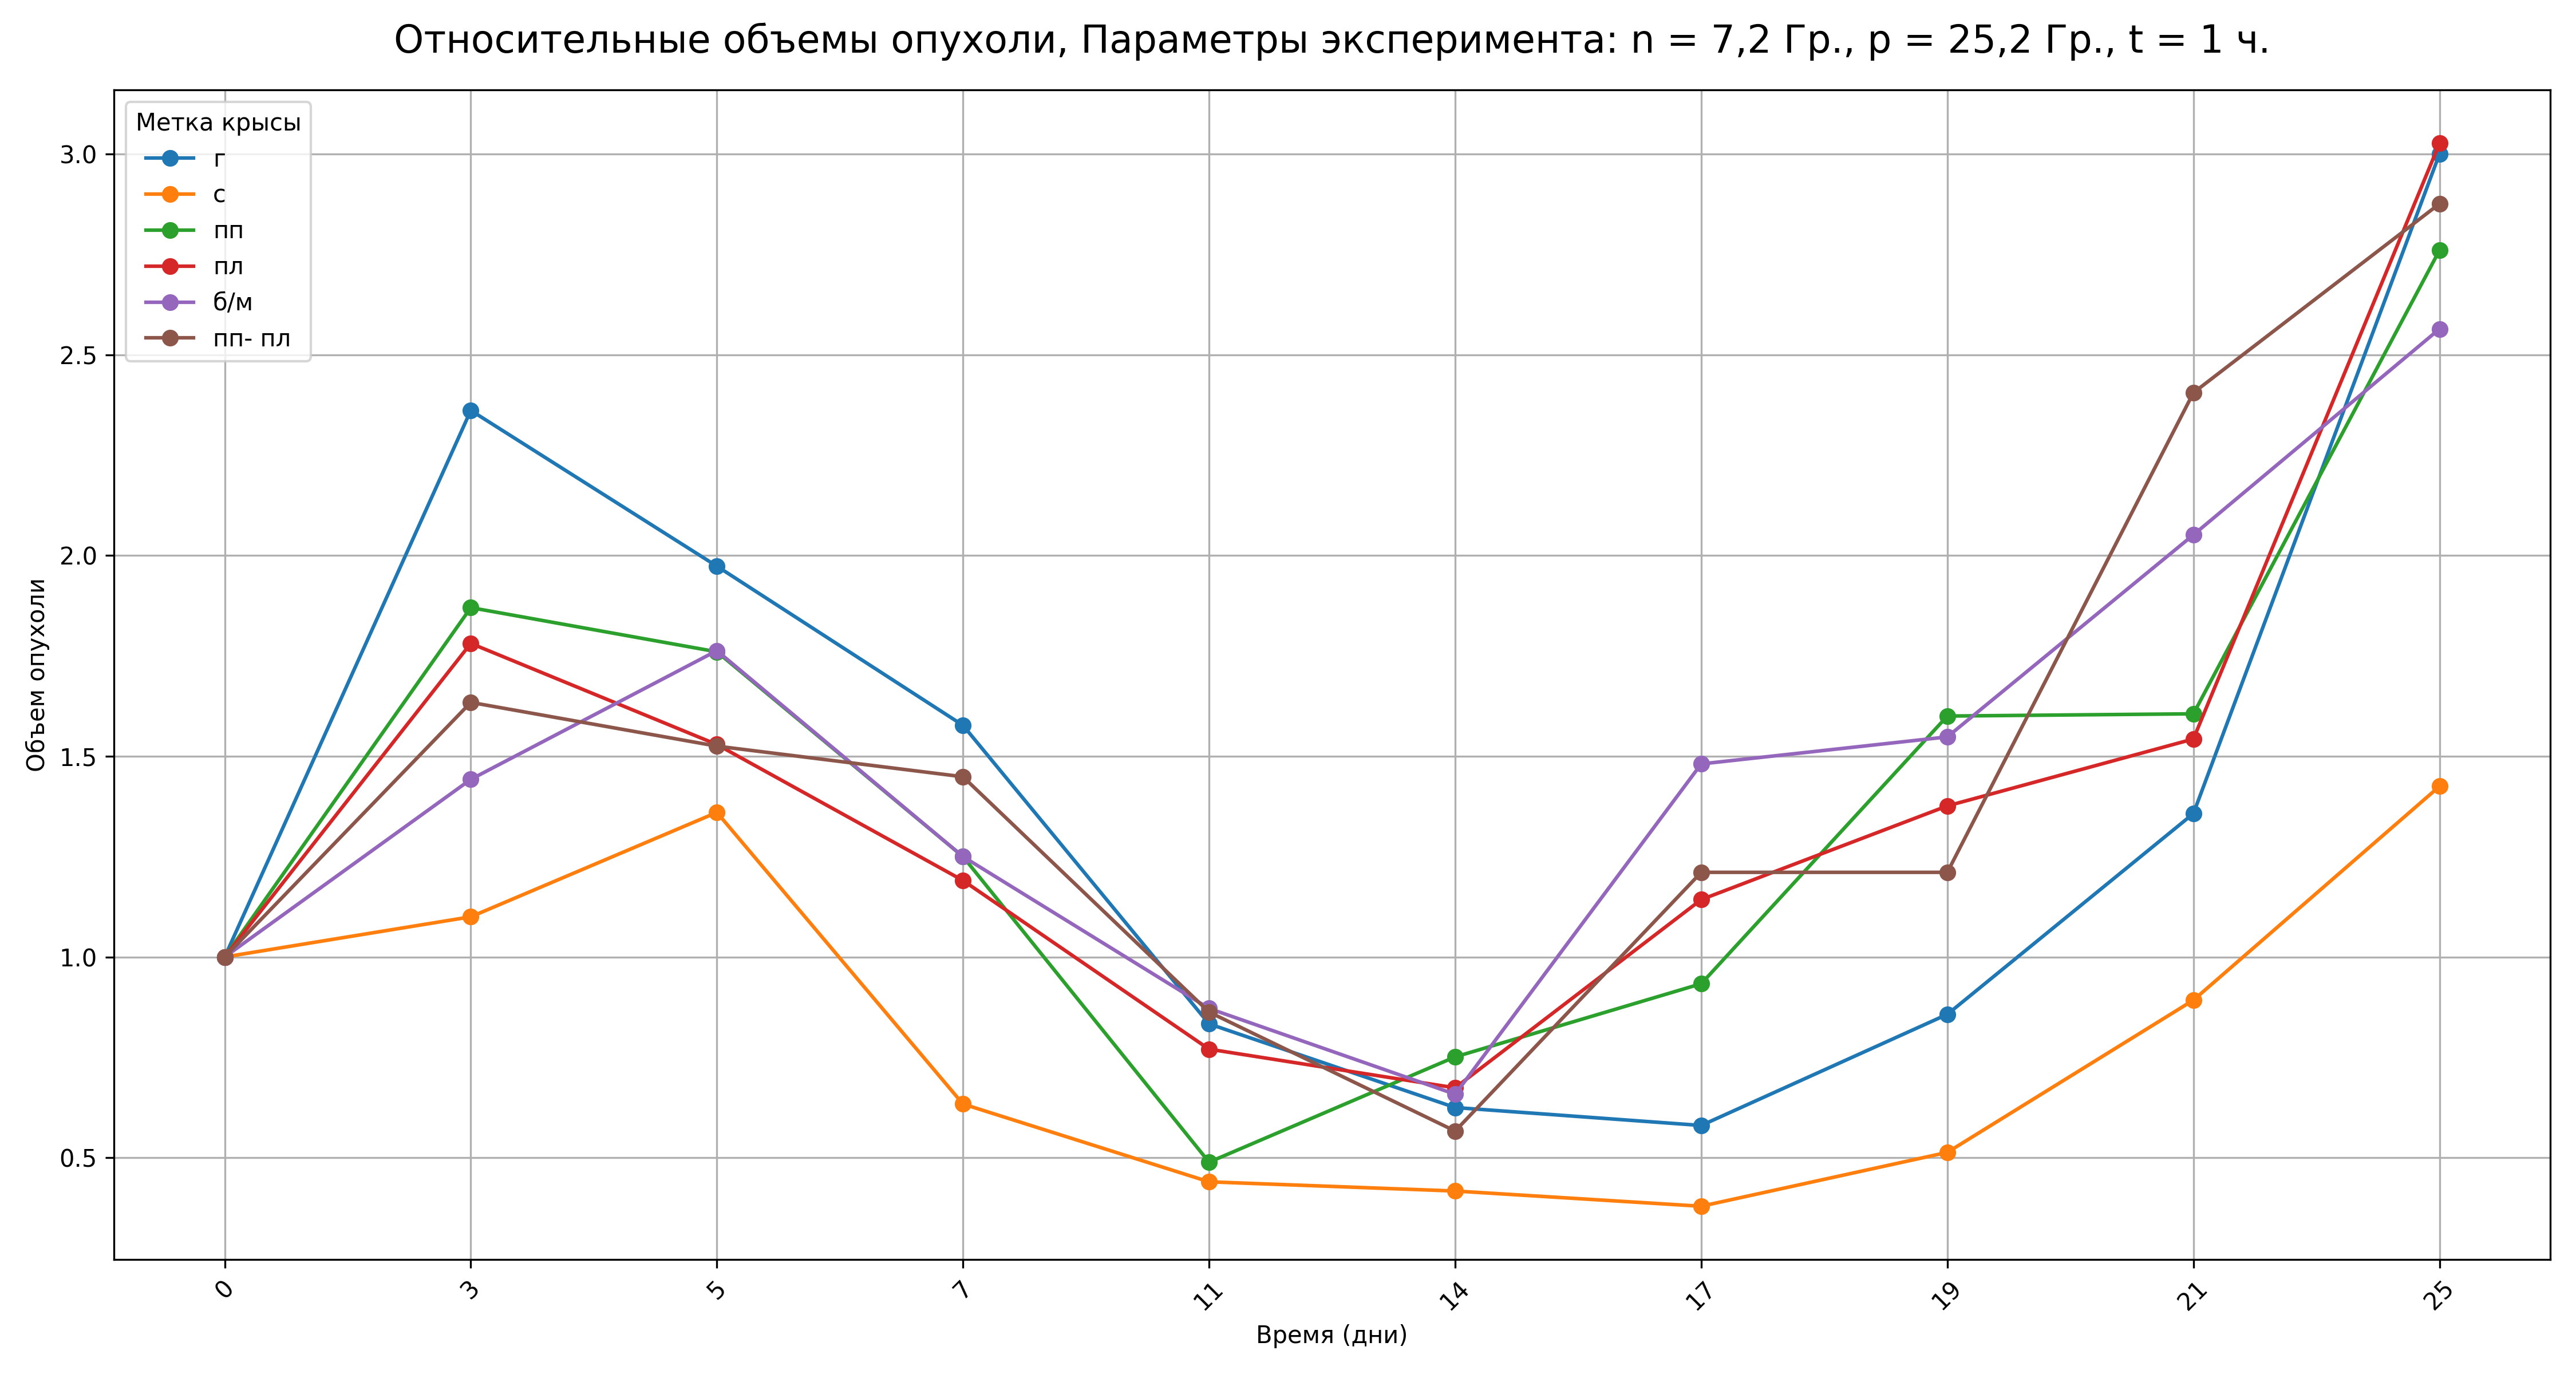 Относительные объемы опухоли, Параметры эксперимента: n = 7,2 Гр., p = 25,2 Гр., t = 1 ч.
Метка крысы
г
с
пп
пл
б/м
пп- пл
3.0
2.5
2.0
1.5
1.0
0.5
Объем опухоли
0 3 5 7 11 14 17 19 21 25
Время (дни)